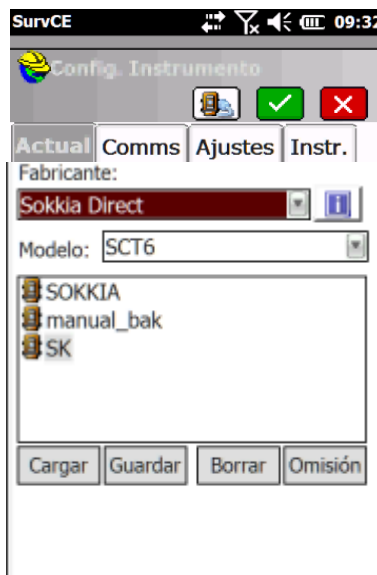 SurvCE 09:32
Config. Instrumento
Actual Comms Ajustes Instr.
Fabricante:
Sokkia Direct
Modelo: SCT6
SOKKIA
manual_bak
SK
Cargar Guardar Borrar Omisión